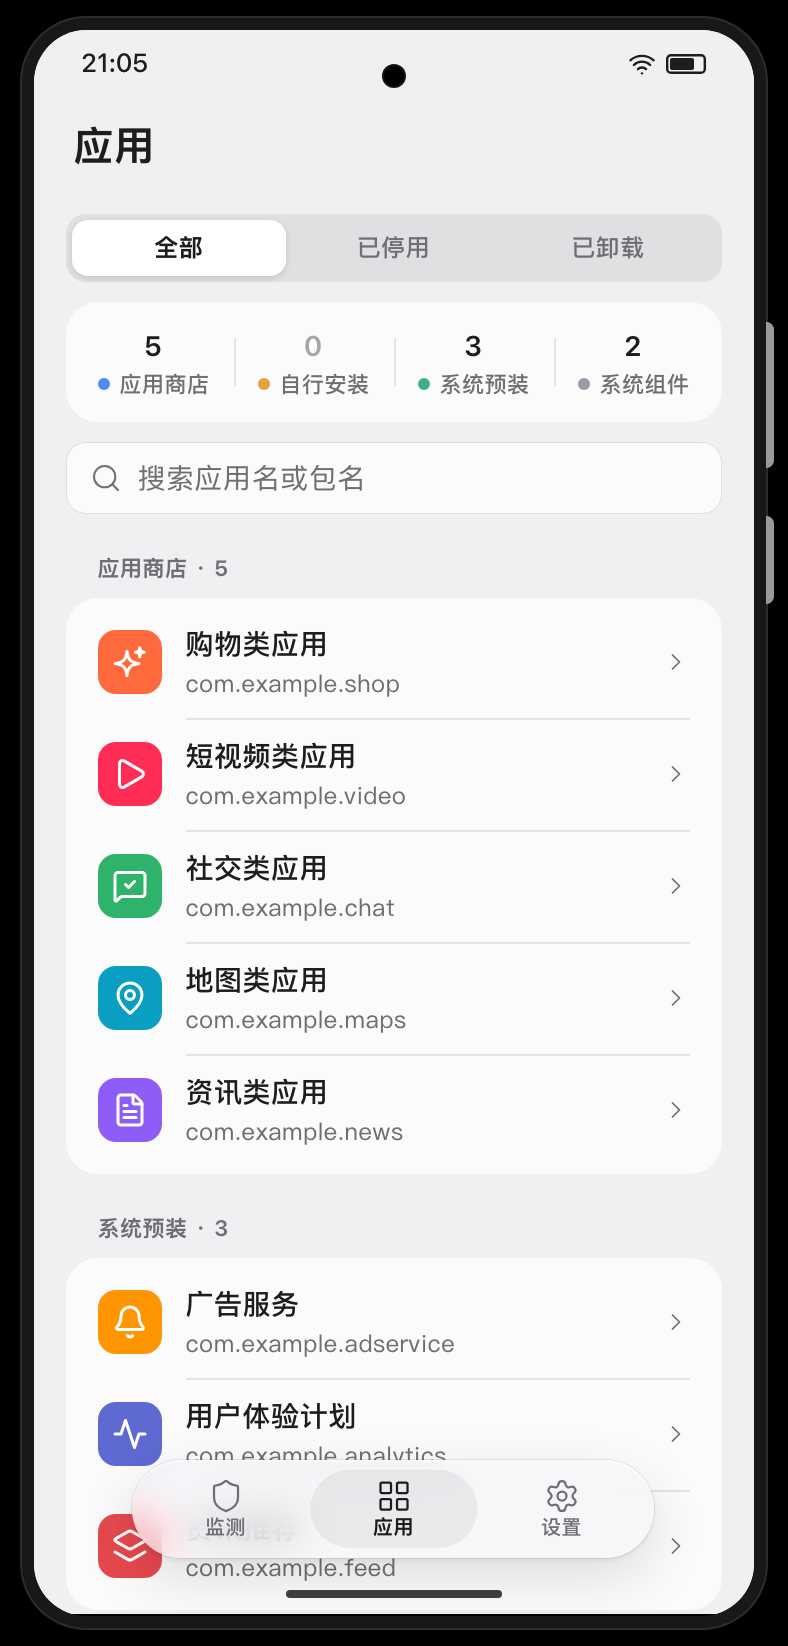 21:05
应用
全部 已停用 已卸载
5 0 3 2
应用商店 自行安装 系统预装 系统组件
搜索应用名或包名
应用商店 · 5
购物类应用
com.example.shop
短视频类应用
com.example.video
社交类应用
com.example.chat
地图类应用
com.example.maps
资讯类应用
com.example.news
系统预装 · 3
广告服务
com.example.adservice
用户体验计划
com.example.analytics
监测 应用 设置
com.example.feed